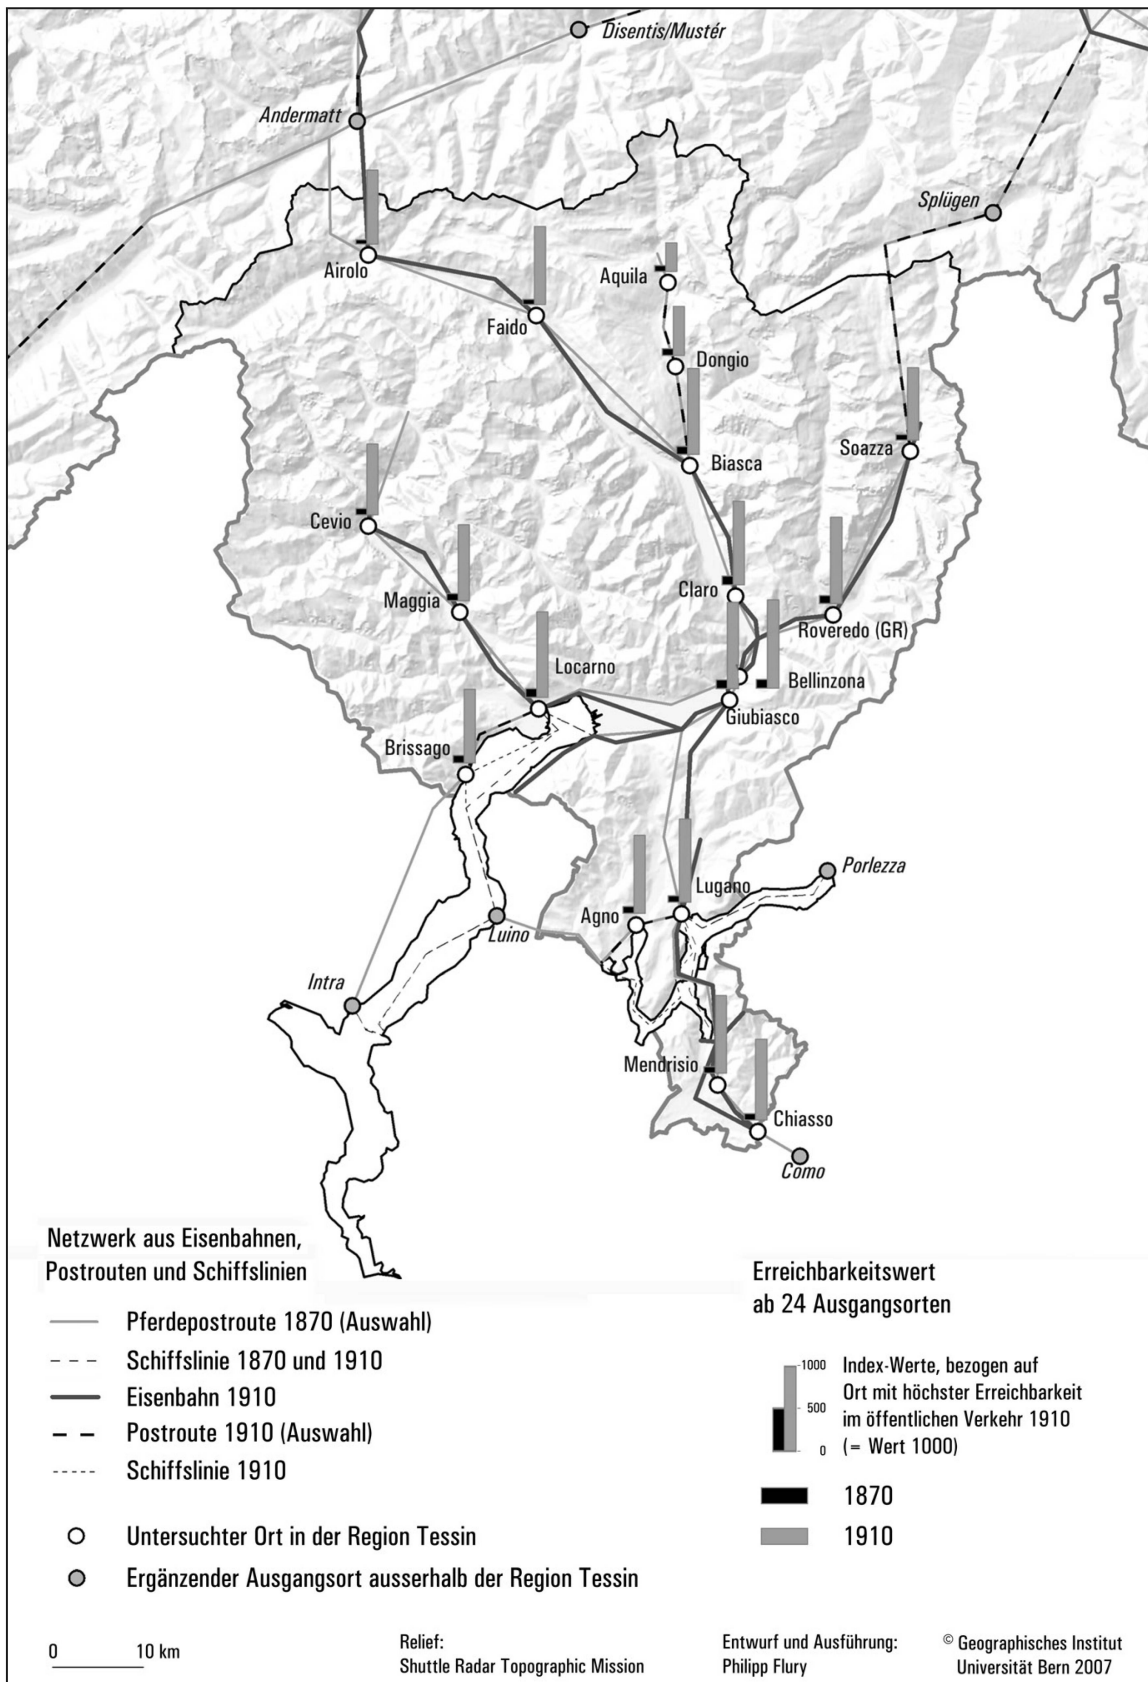 Disentis/Mustér
Andermatt
Splügen
Airolo
Aquila
Faido
Dongio
Biasca
Soazza
Cevio
Claro
Maggia
Roveredo (GR)
Locarno
Bellinzona
Giubiasco
Brissago
Porlezza
Lugano
Agno
Luino
Intra
Mendrisio
Chiasso
Como
Netzwerk aus Eisenbahnen,
Postrouten und Schiffslinien
Pferdepostroute 1870 (Auswahl)
Schiffslinie 1870 und 1910
Eisenbahn 1910
Postroute 1910 (Auswahl)
Schiffslinie 1910
Untersuchter Ort in der Region Tessin
Ergänzender Ausgangsort ausserhalb der Region Tessin
Erreichbarkeitswert
ab 24 Ausgangsorten
1000
500
0
Index-Werte, bezogen auf
Ort mit höchster Erreichbarkeit
im öffentlichen Verkehr 1910
(= Wert 1000)
1870
1910
0 10 km
Relief:
Shuttle Radar Topographic Mission
Entwurf und Ausführung:
Philipp Flury
© Geographisches Institut
Universität Bern 2007